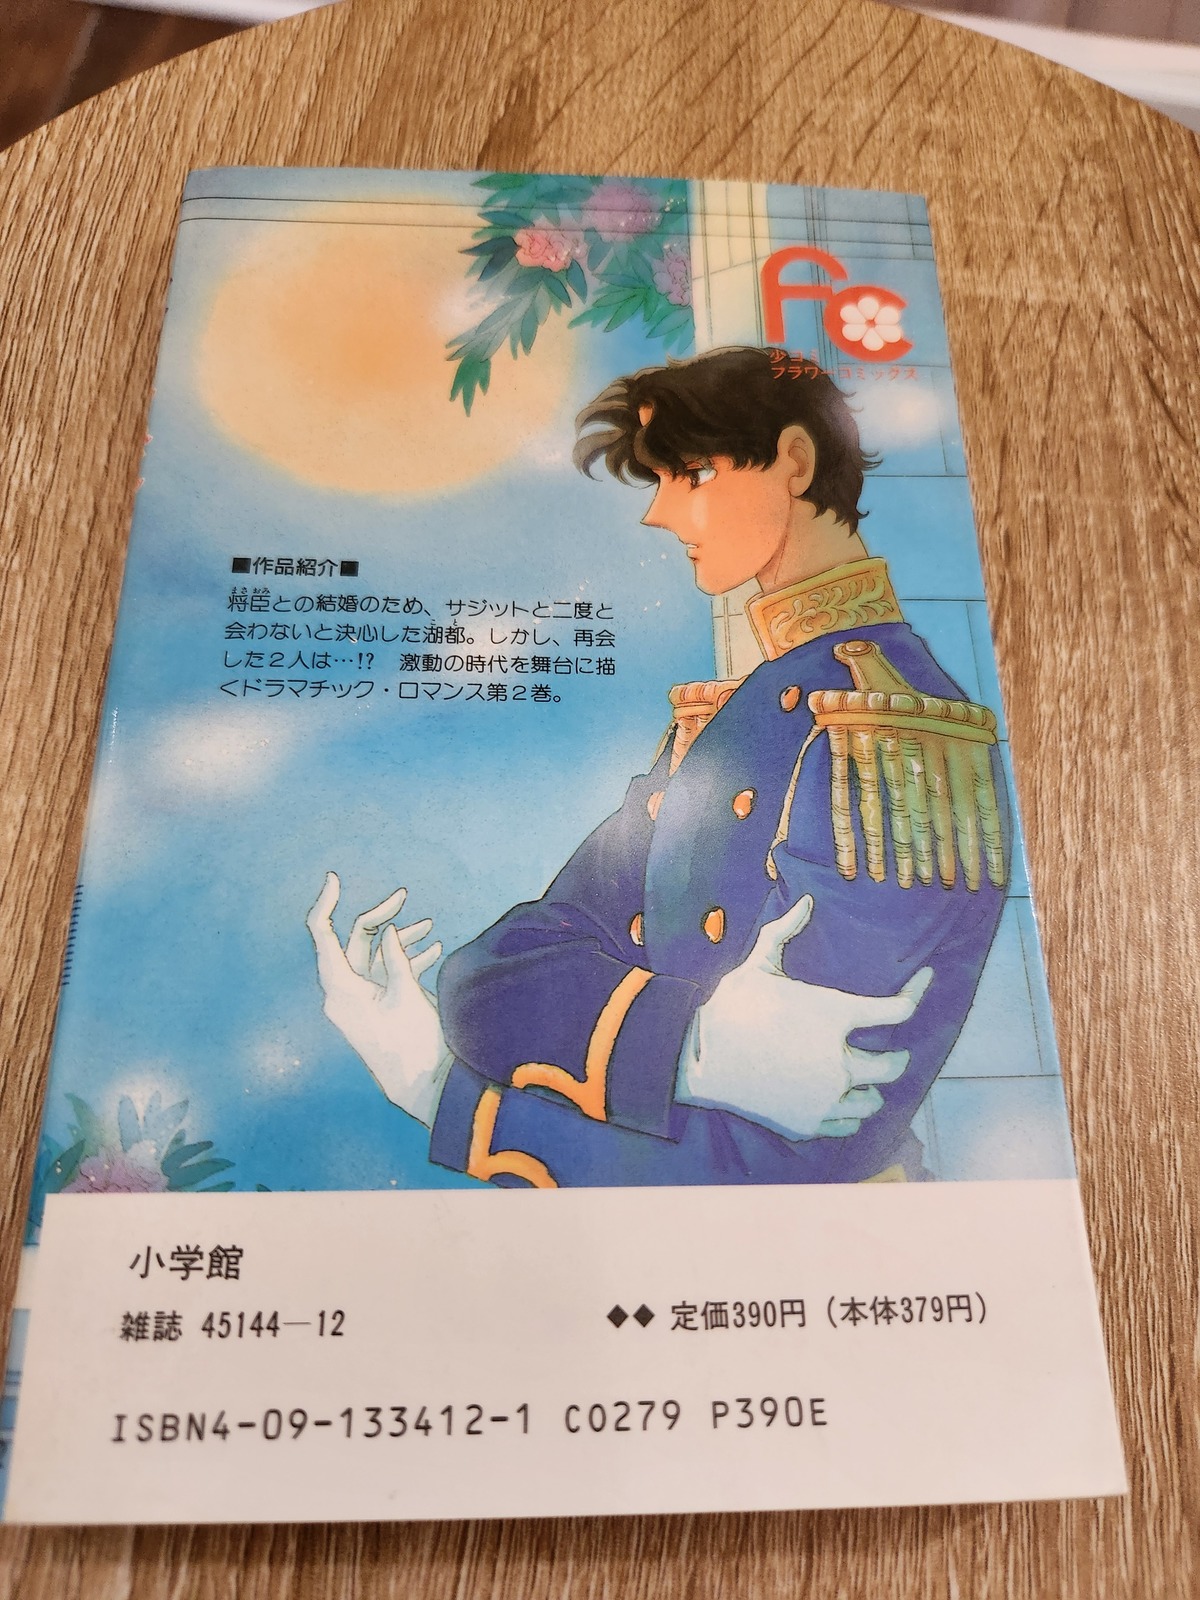 fc
少コミ
フラワーコミックス
■作品紹介■
将臣との結婚のため、サジットと二度と
会わないと決心した湖都。しかし、再会
した2人は…!? 激動の時代を舞台に描
くドラマチック・ロマンス第2巻。
小学館
雑誌 45144―12
◆◆ 定価390円（本体379円）
ISBN4-09-133412-1 C0279 P390E